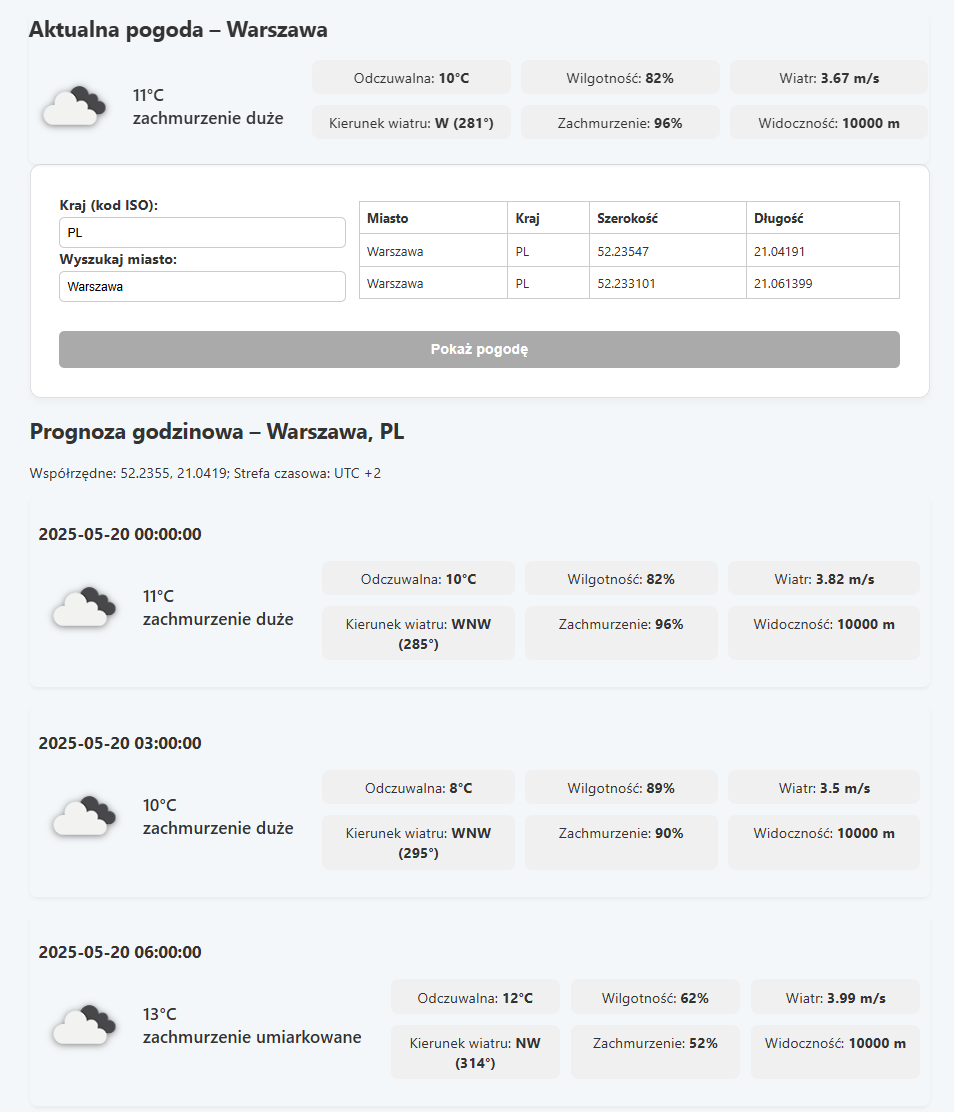 Aktualna pogoda – Warszawa
11°C
zachmurzenie duże
Odczuwalna: 10°C
Wilgotność: 82%
Wiatr: 3.67 m/s
Kierunek wiatru: W (281°)
Zachmurzenie: 96%
Widoczność: 10000 m
Kraj (kod ISO):
PL
Wyszukaj miasto:
Warszawa
Miasto Kraj Szerokość Długość
Warszawa PL 52.23547 21.04191
Warszawa PL 52.233101 21.061399
Pokaż pogodę
Prognoza godzinowa – Warszawa, PL
Współrzędne: 52.2355, 21.0419; Strefa czasowa: UTC +2
2025-05-20 00:00:00
11°C
zachmurzenie duże
Odczuwalna: 10°C
Wilgotność: 82%
Wiatr: 3.82 m/s
Kierunek wiatru: WNW
(285°)
Zachmurzenie: 96%
Widoczność: 10000 m
2025-05-20 03:00:00
10°C
zachmurzenie duże
Odczuwalna: 8°C
Wilgotność: 89%
Wiatr: 3.5 m/s
Kierunek wiatru: WNW
(295°)
Zachmurzenie: 90%
Widoczność: 10000 m
2025-05-20 06:00:00
13°C
zachmurzenie umiarkowane
Odczuwalna: 12°C
Wilgotność: 62%
Wiatr: 3.99 m/s
Kierunek wiatru: NW
(314°)
Zachmurzenie: 52%
Widoczność: 10000 m